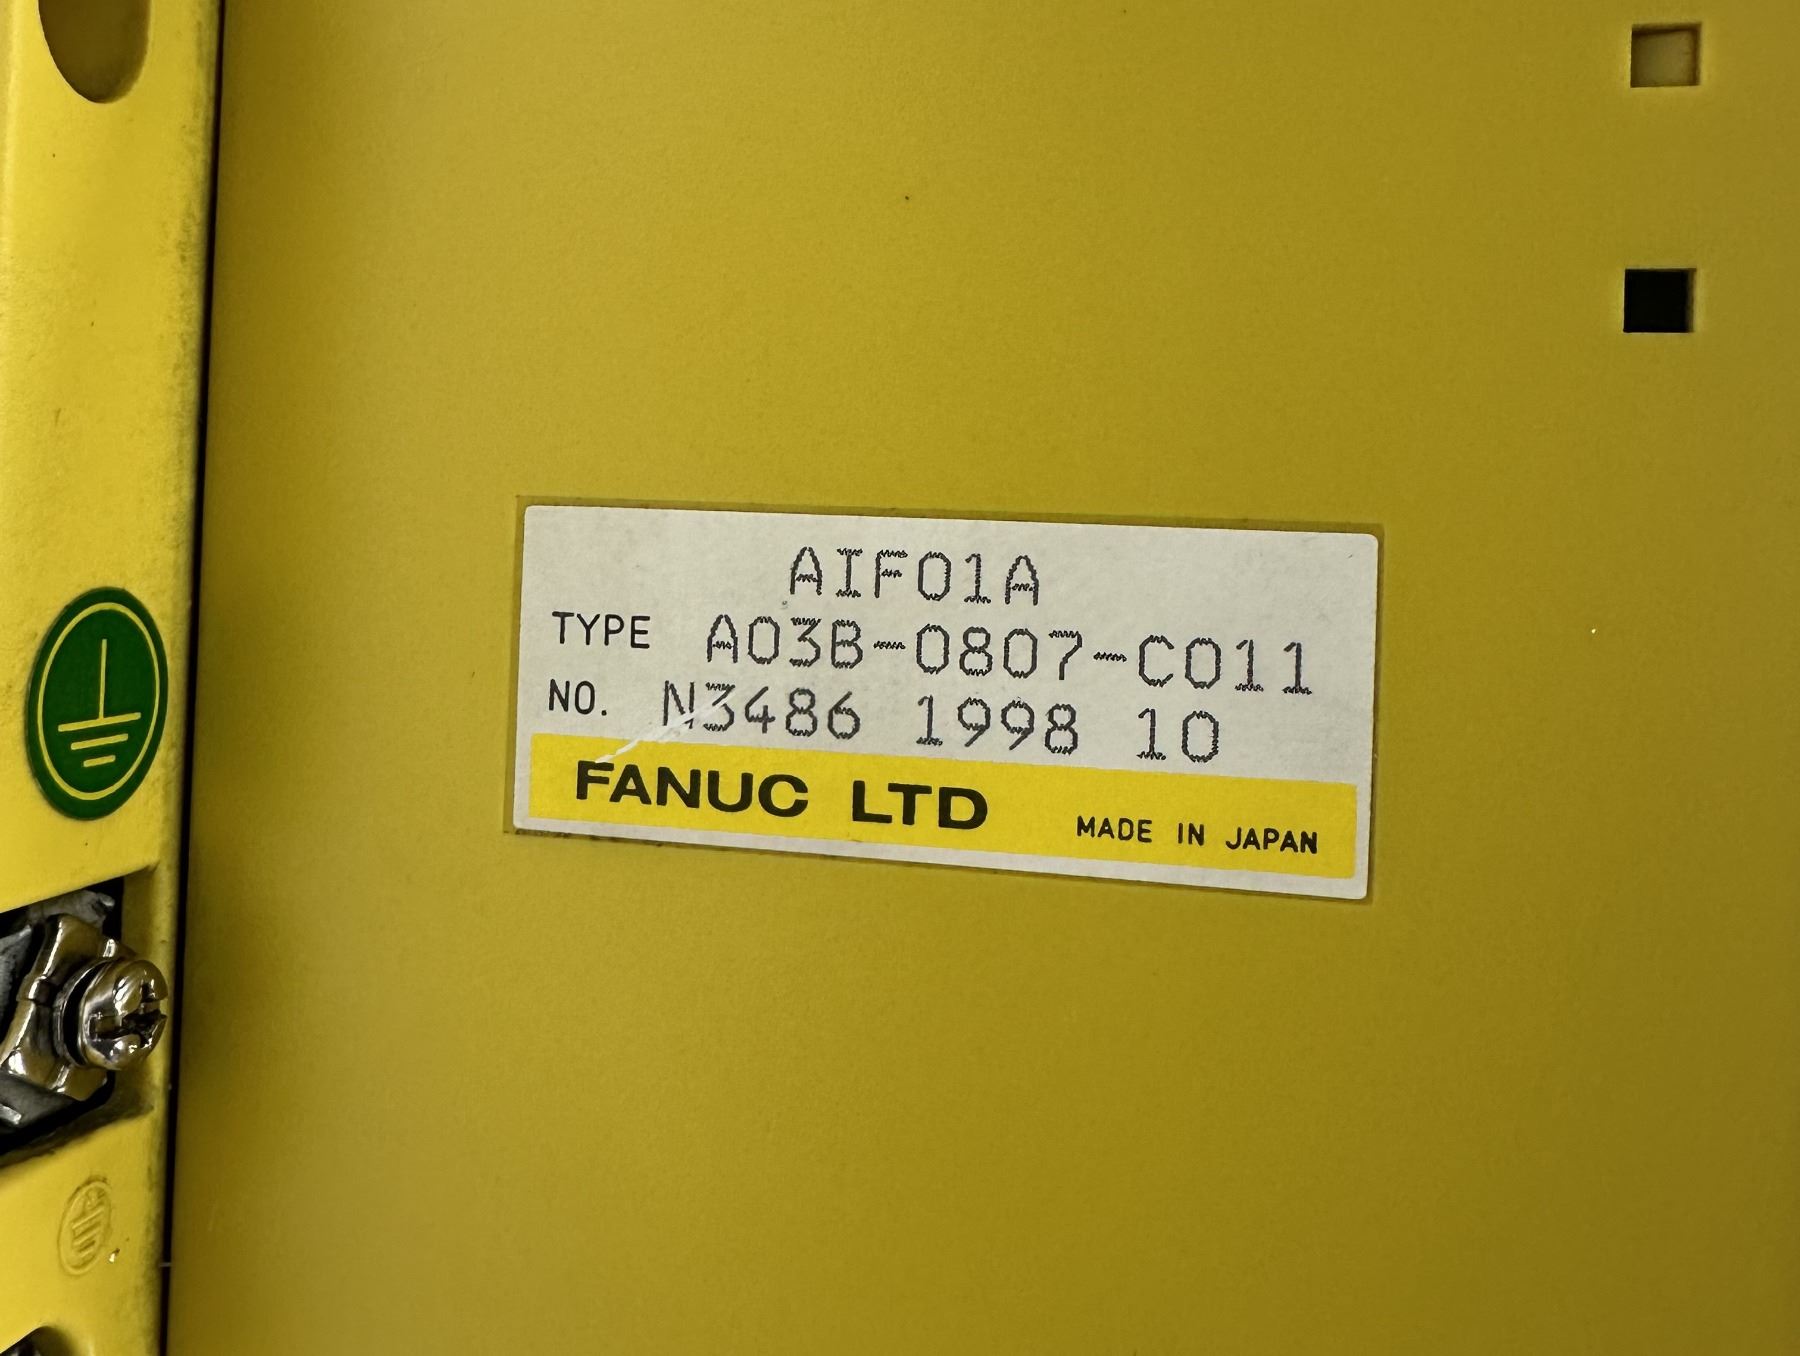 AIF01A
TYPE A03B-0807-C011
NO. N3486 1998 10
FANUC LTD MADE IN JAPAN